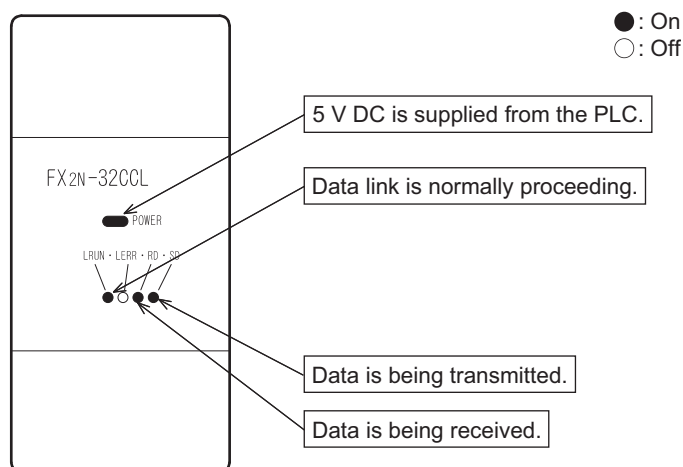 ●: On
○: Off
5 V DC is supplied from the PLC.
FX2N-32CCL
Data link is normally proceeding.
POWER
LRUN・LERR・RD・SD
Data is being transmitted.
Data is being received.